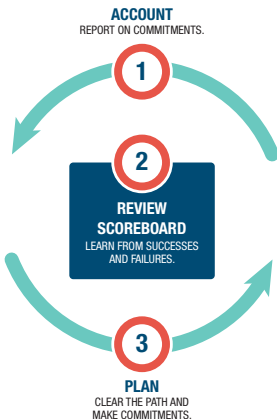 ACCOUNT
REPORT ON COMMITMENTS.
1
2
REVIEW
SCOREBOARD
LEARN FROM SUCCESSES
AND FAILURES.
3
PLAN
CLEAR THE PATH AND
MAKE COMMITMENTS.